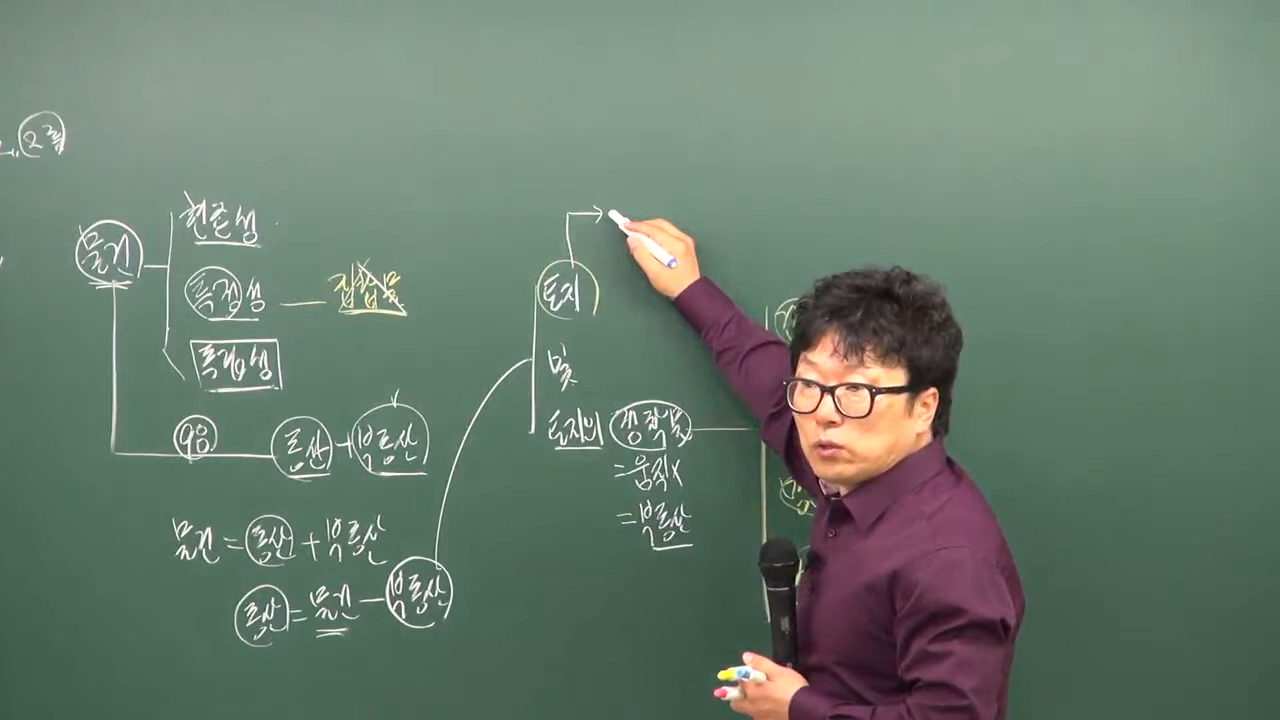 물건
현존성
특정성 — 집합물
독립성
동산 + 부동산
물건 = 동산 + 부동산
동산 = 물건 - 부동산
토지
및
토지의 정착물
= 움직x
= 부동산